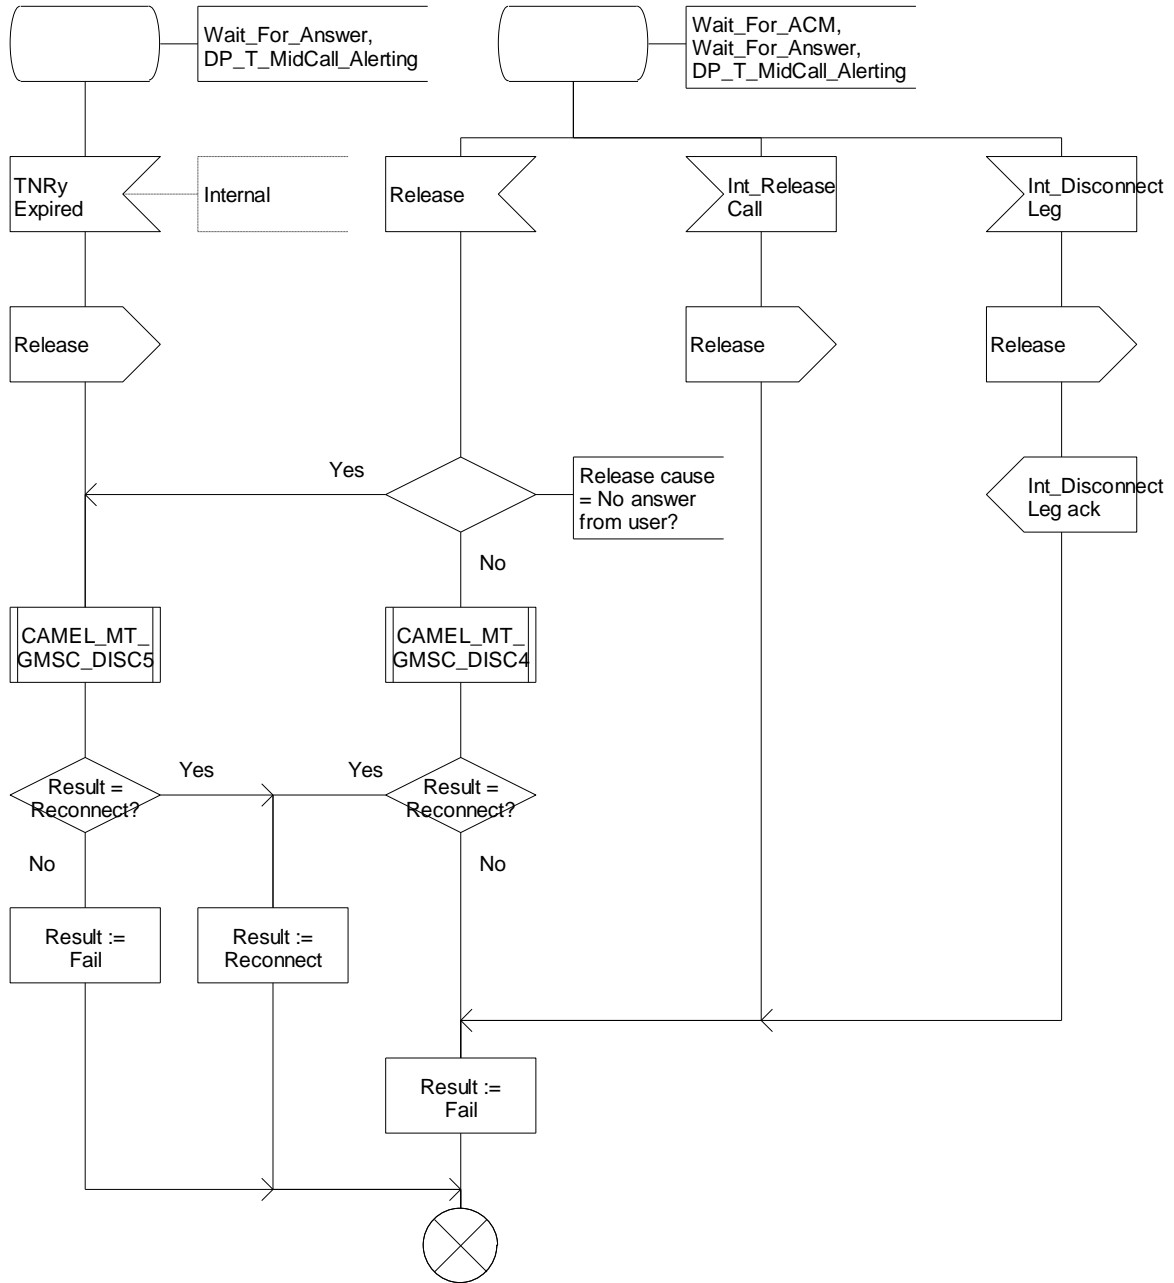 Wait_For_Answer,
DP_T_MidCall_Alerting
Wait_For_ACM,
Wait_For_Answer,
DP_T_MidCall_Alerting
TNRy
Expired
Internal
Release
Int_Release
Call
Int_Disconnect
Leg
Release
Release
Release
Yes
Release cause
= No answer
from user?
Int_Disconnect
Leg ack
No
CAMEL_MT_
GMSC_DISC5
CAMEL_MT_
GMSC_DISC4
Result =
Reconnect?
Yes
Yes
Result =
Reconnect?
No
No
Result :=
Fail
Result :=
Reconnect
Result :=
Fail